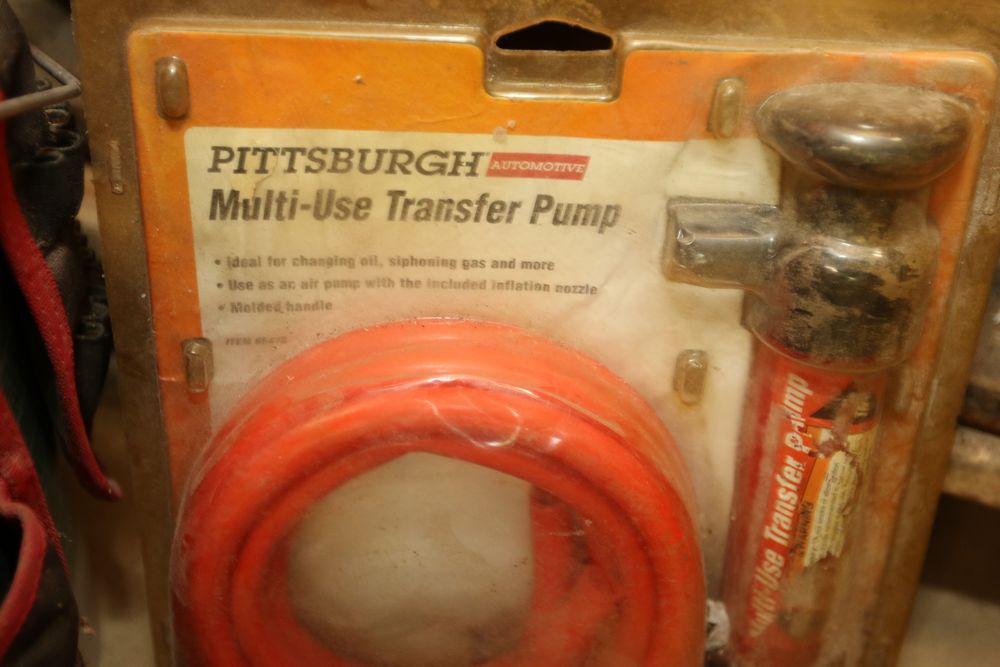 PITTSBURGH AUTOMOTIVE
Multi-Use Transfer Pump
• Ideal for changing oil, siphoning gas and more
• Use as an air pump with the included inflation nozzle
• Molded handle
ITEM
Multi-Use Transfer Pump